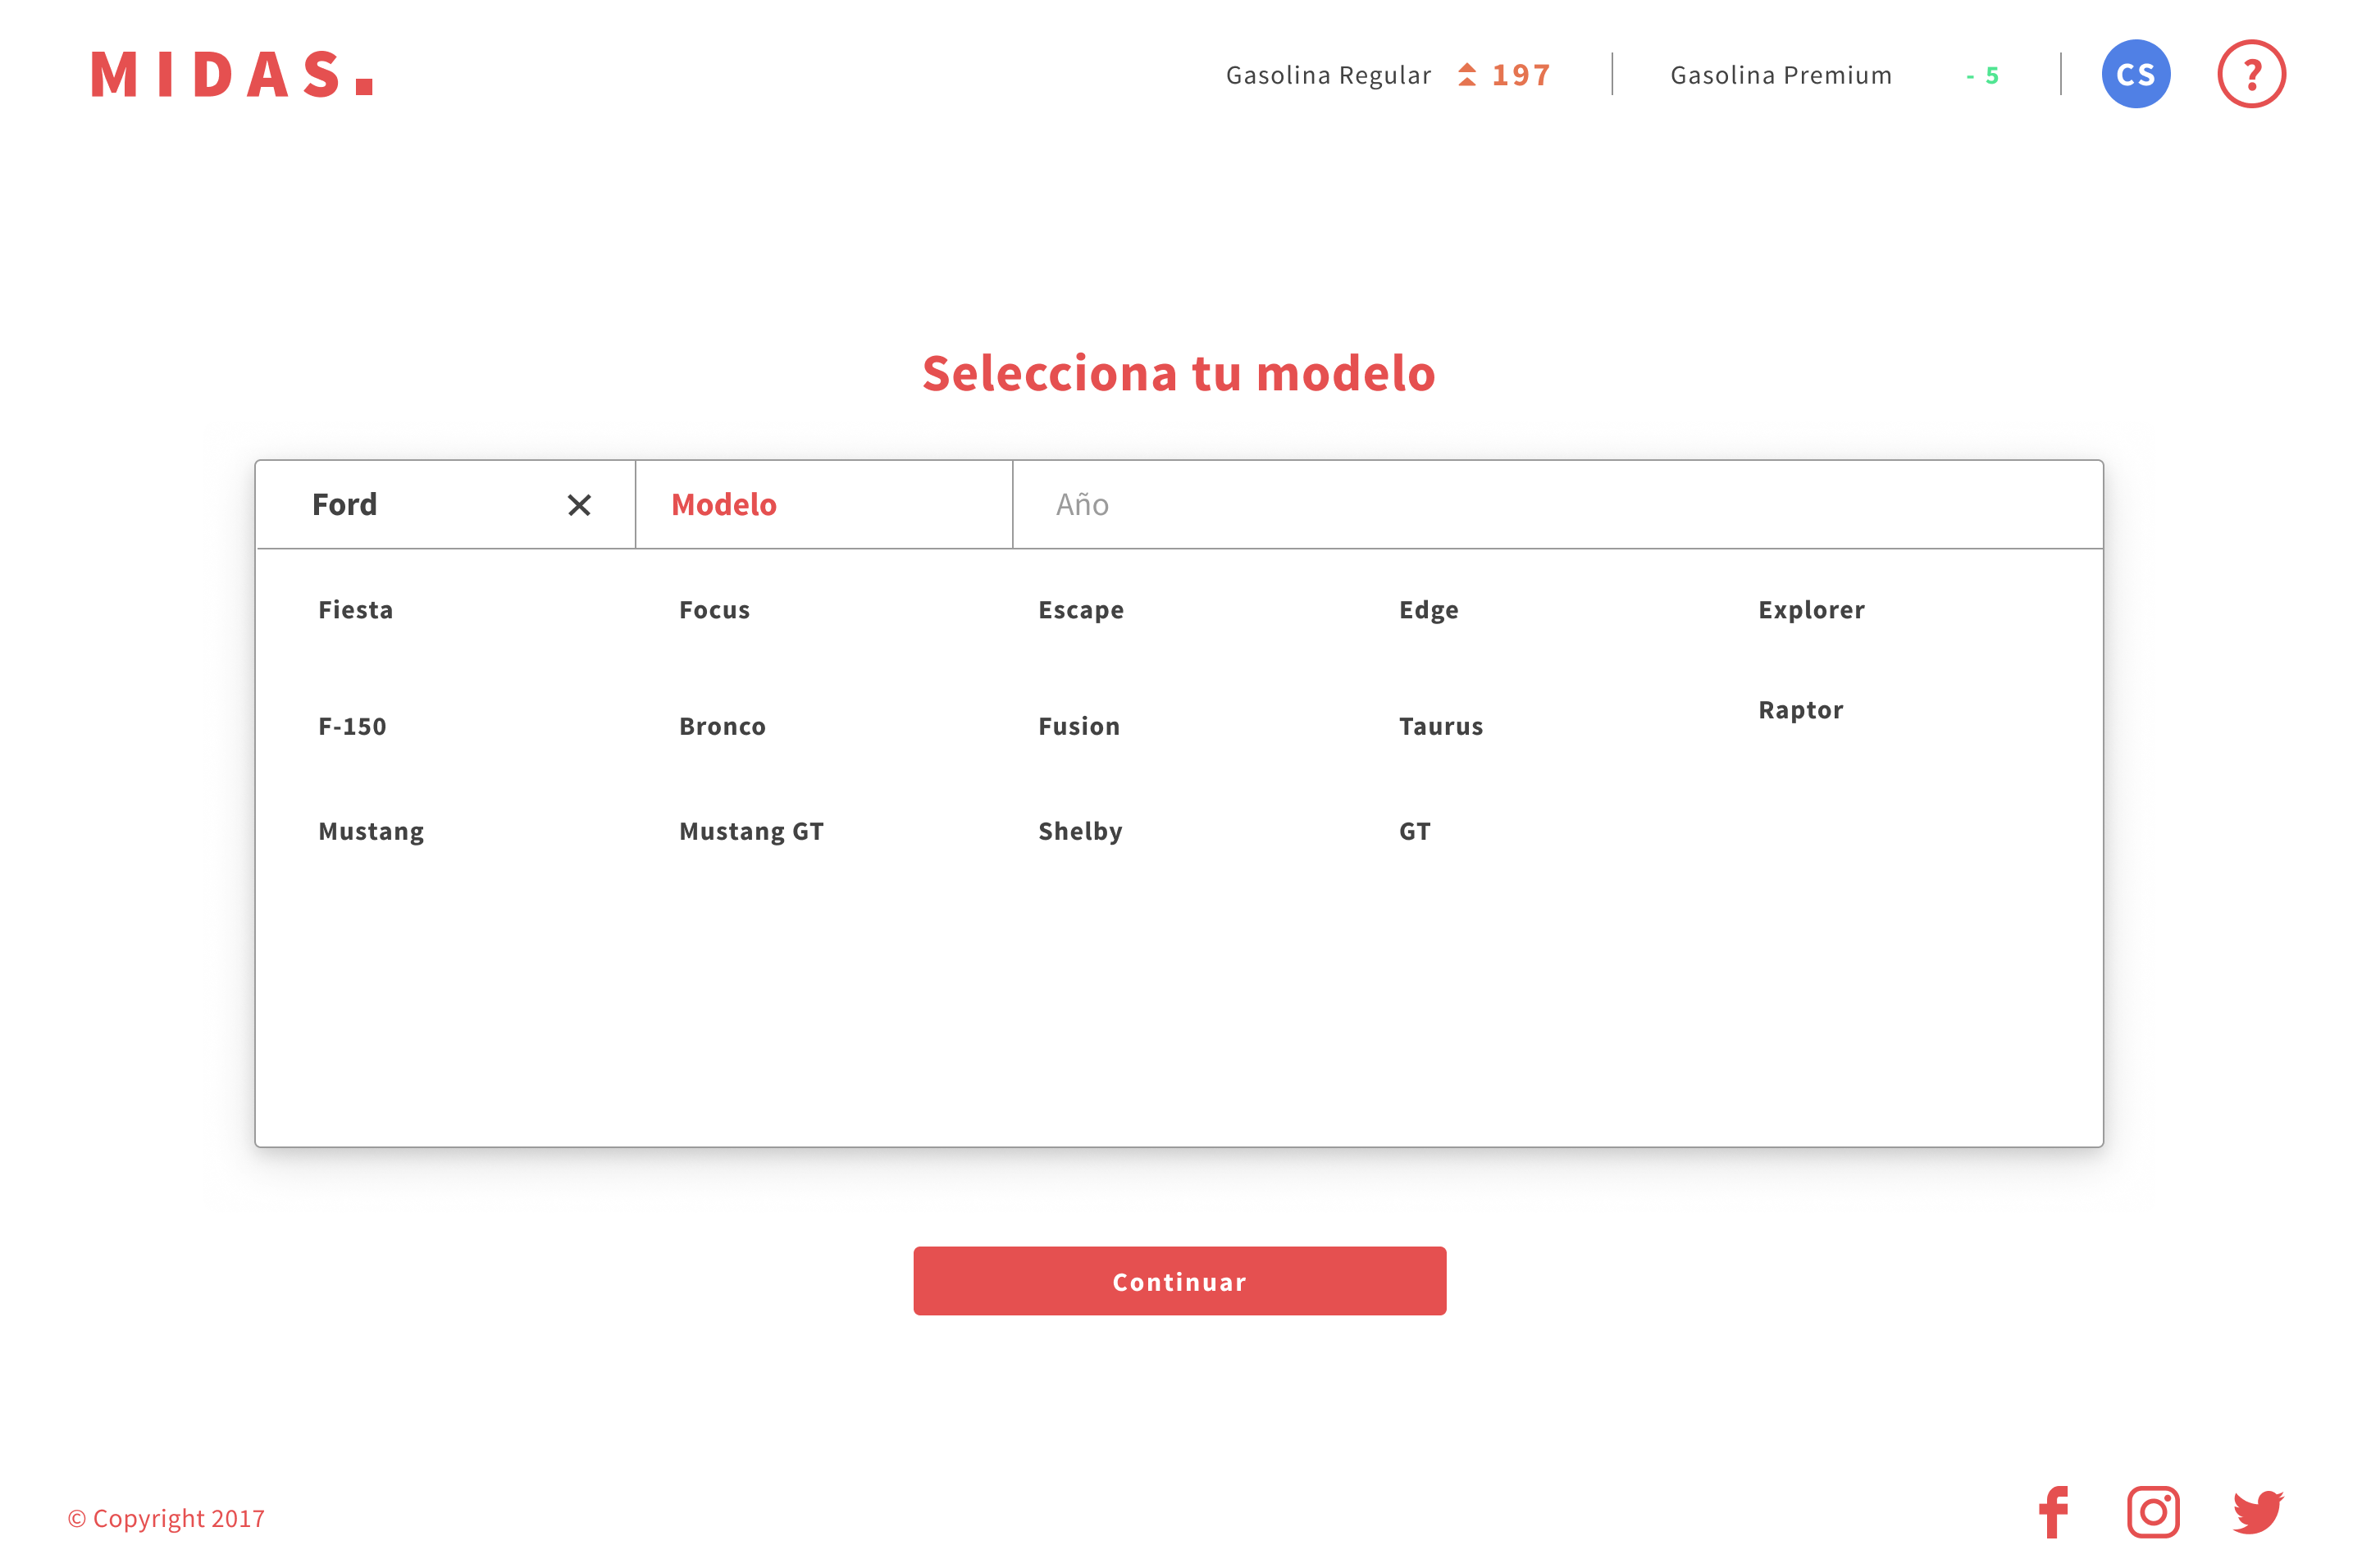 MIDAS.
Gasolina Regular 197
Gasolina Premium - 5
CS
?
Selecciona tu modelo
Ford Modelo Año
Fiesta Focus Escape Edge Explorer
F-150 Bronco Fusion Taurus Raptor
Mustang Mustang GT Shelby GT
Continuar
© Copyright 2017